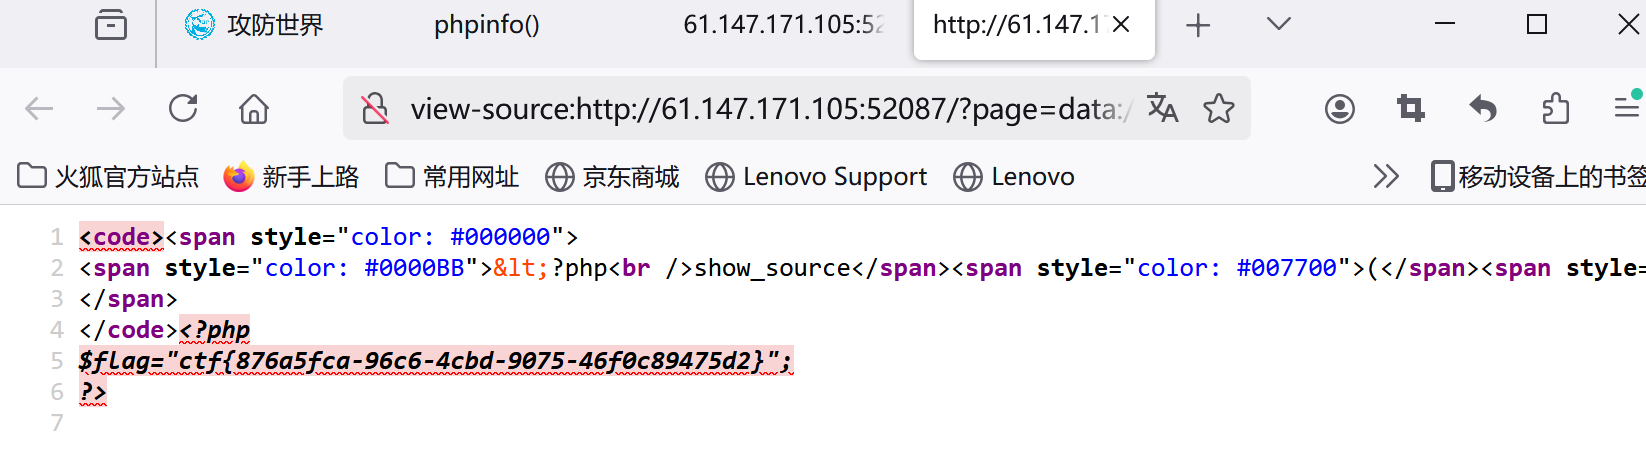 攻防世界 phpinfo() 61.147.171.105:52 http://61.147.1
view-source:http://61.147.171.105:52087/?page=data:/
火狐官方站点 新手上路 常用网址 京东商城 Lenovo Support Lenovo 移动设备上的书签
1 <code><span style="color: #000000">
2 <span style="color: #0000BB">&lt;?php<br />show_source</span><span style="color: #007700">(</span><span style=
3 </span>
4 </code><?php
5 $flag="ctf{876a5fca-96c6-4cbd-9075-46f0c89475d2}";
6 ?>
7